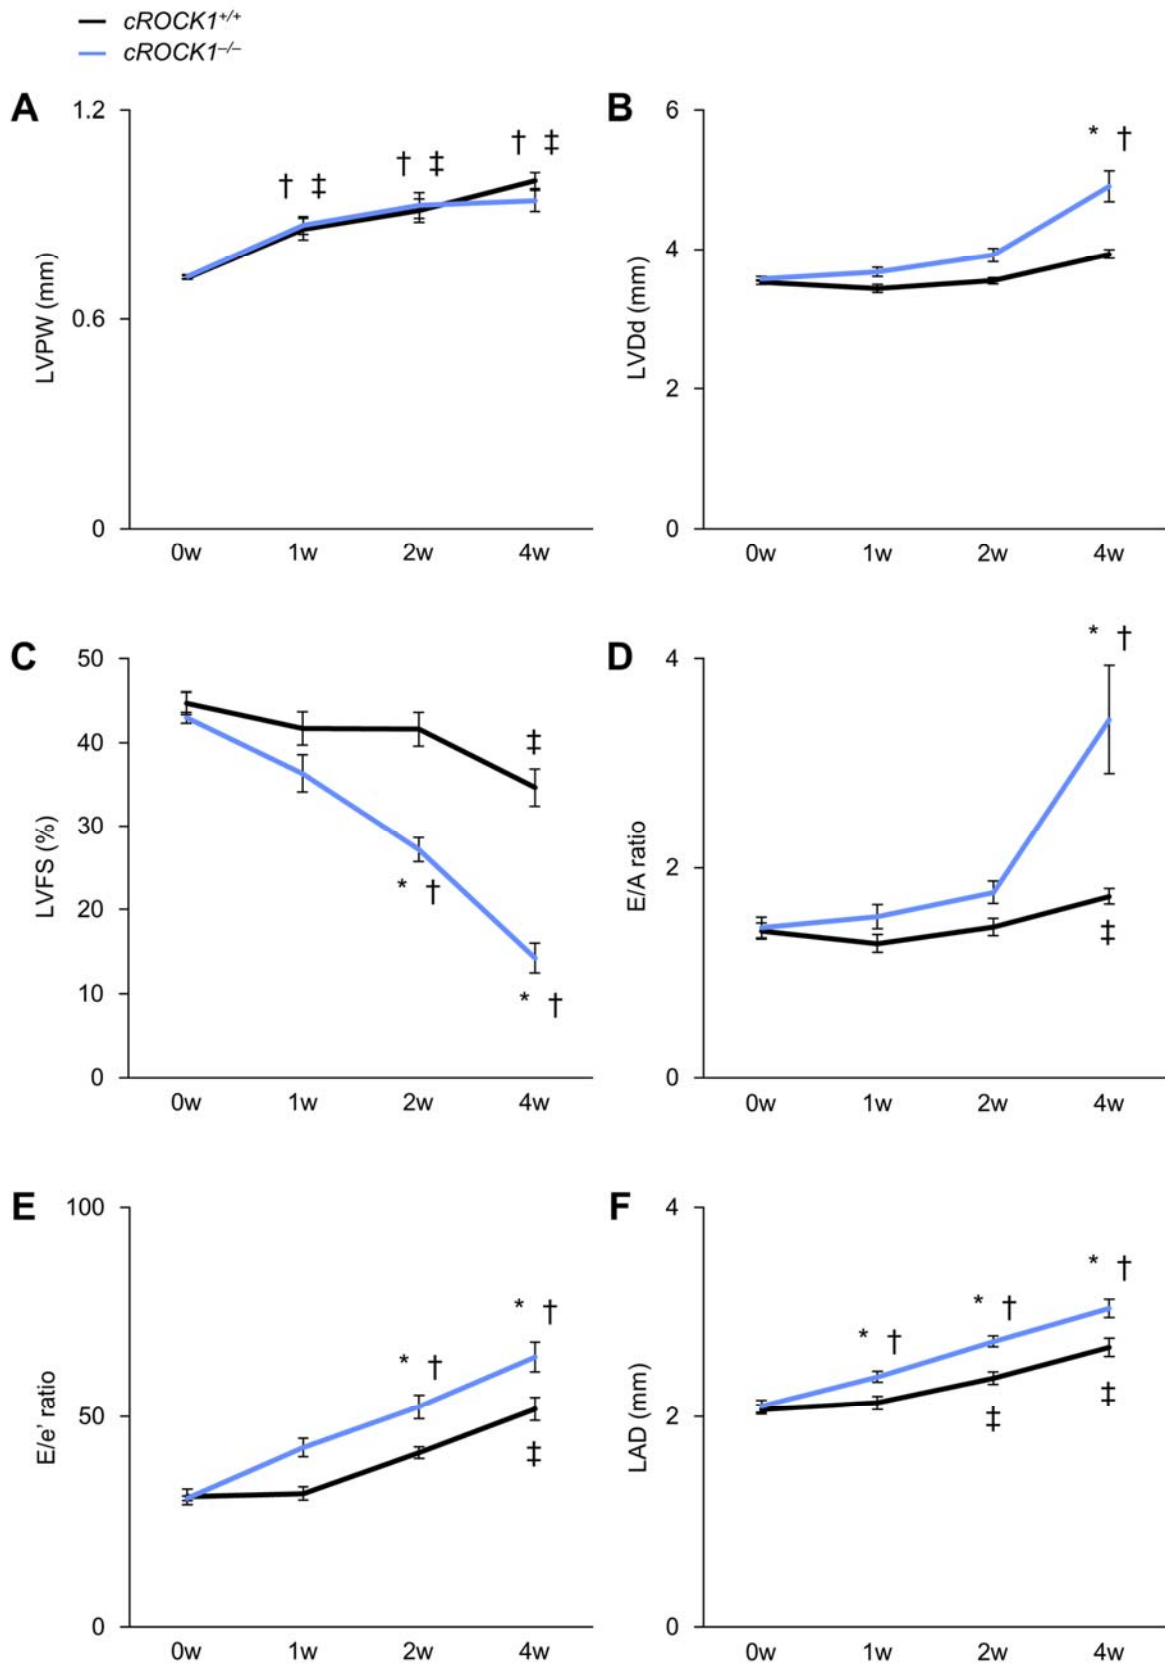 cROCK1+/+
cROCK1–/–
A
1.2
0.6
0
LVPW (mm)
† ‡
† ‡
† ‡
0w 1w 2w 4w
B
6
4
2
0
LVDd (mm)
* †
0w 1w 2w 4w
C
50
40
30
20
10
0
LVFS (%)
‡
* †
* †
0w 1w 2w 4w
D
4
2
0
E/A ratio
* †
‡
0w 1w 2w 4w
E
100
50
0
E/e’ ratio
* †
* †
‡
0w 1w 2w 4w
F
4
2
0
LAD (mm)
* †
* †
* †
‡
‡
0w 1w 2w 4w